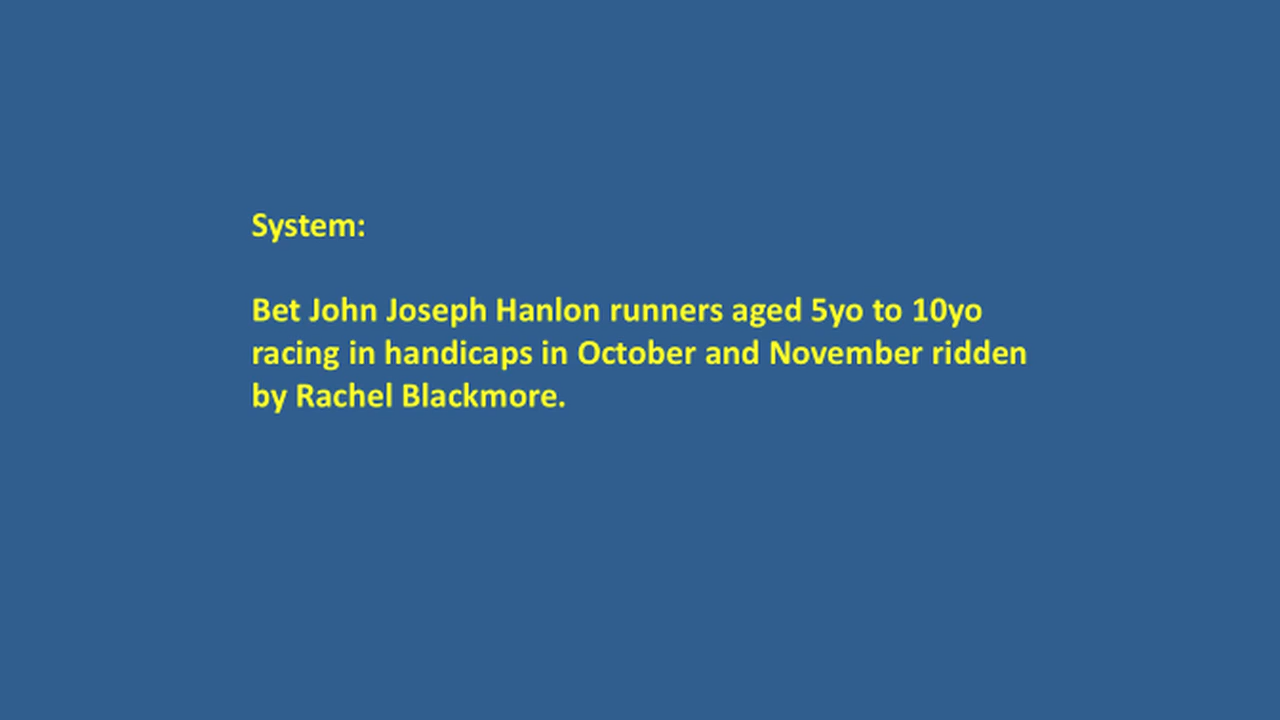 System:
Bet John Joseph Hanlon runners aged 5yo to 10yo
racing in handicaps in October and November ridden
by Rachel Blackmore.